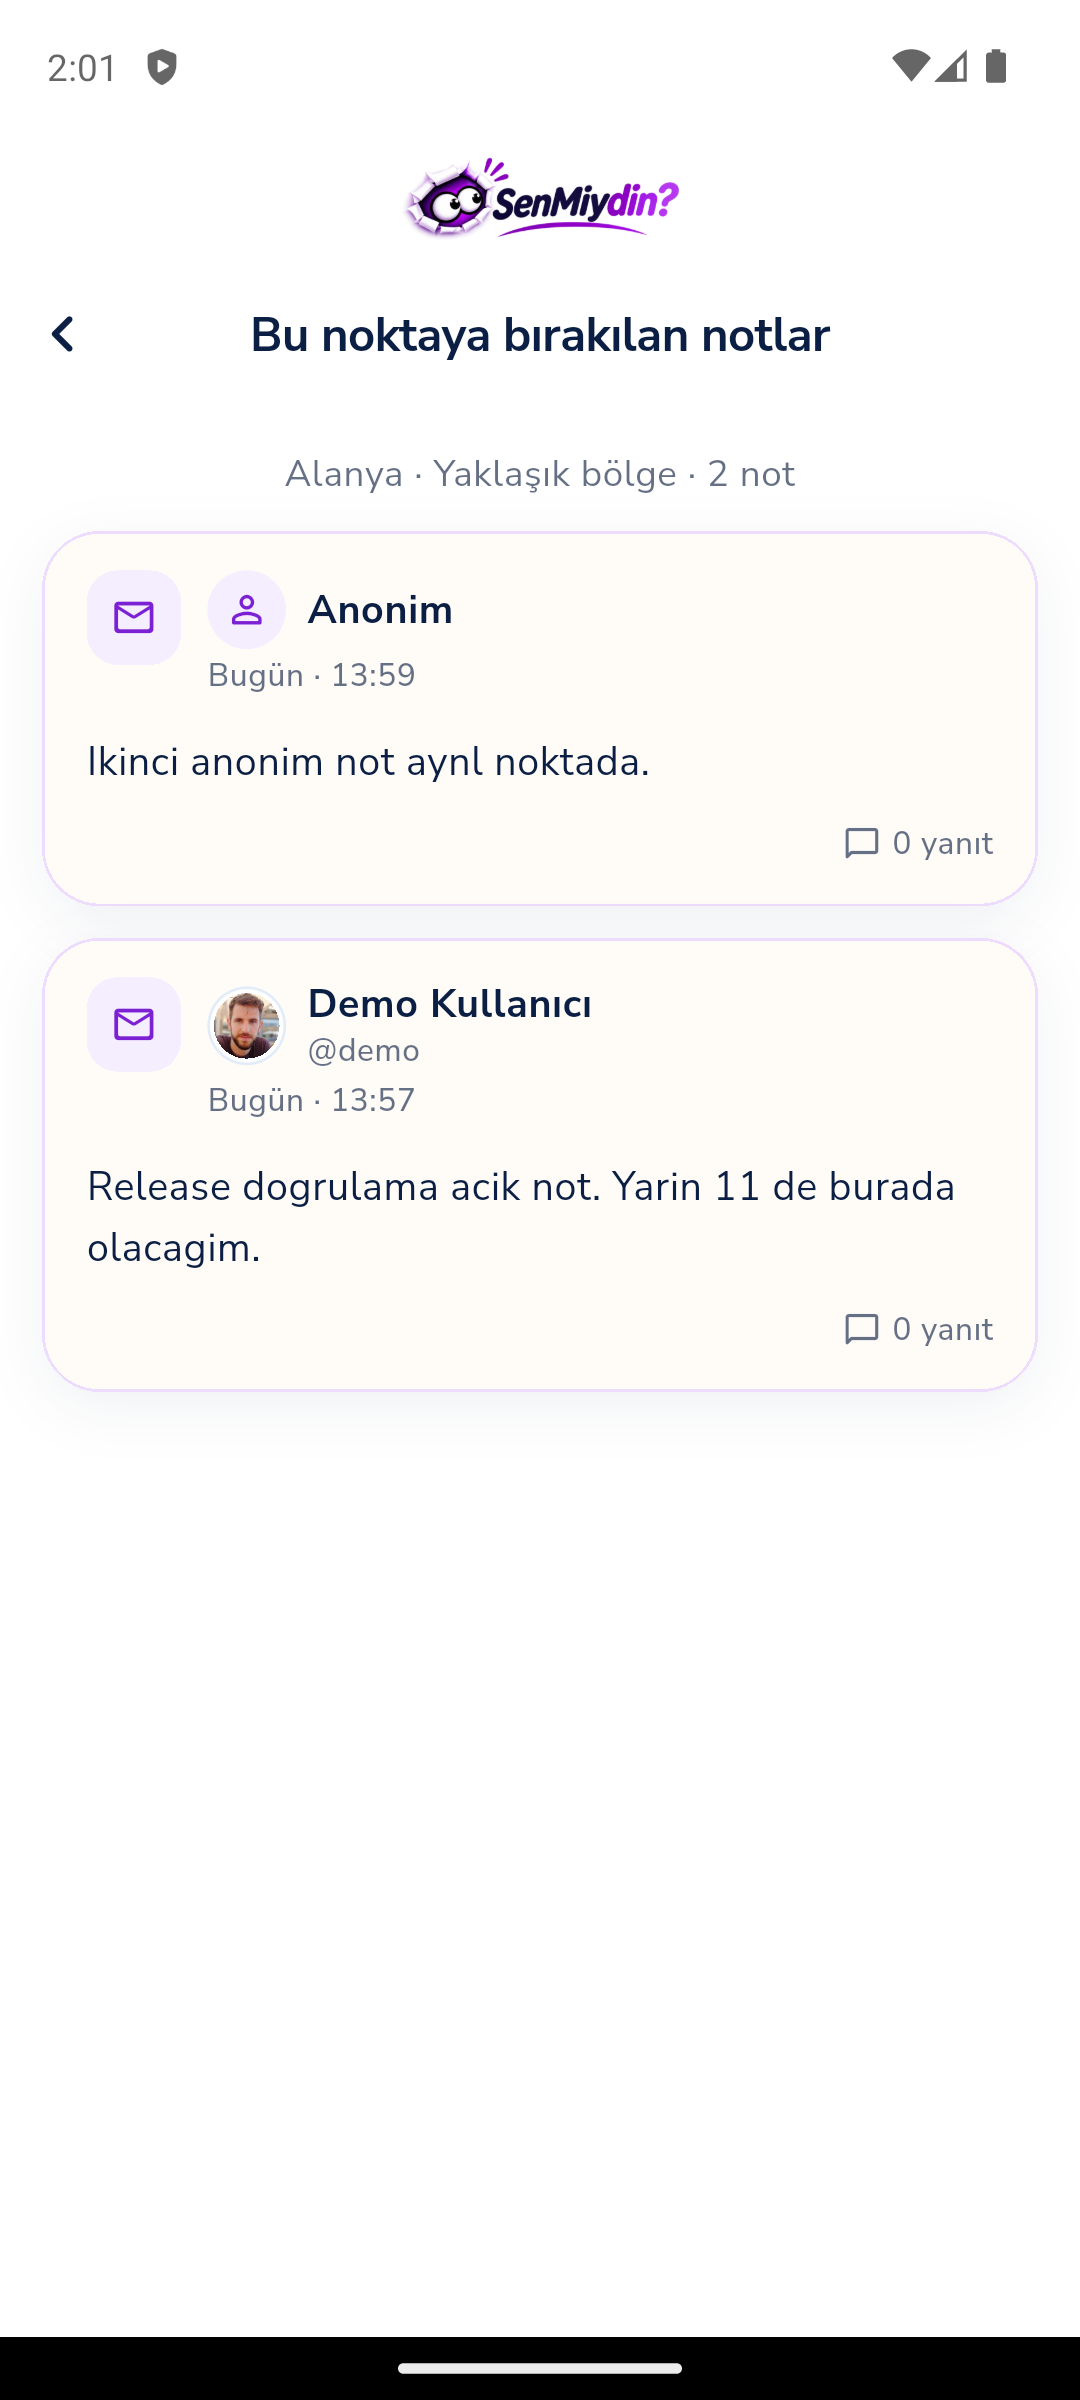 2:01
SenMiydin?
Bu noktaya bırakılan notlar
Alanya · Yaklaşık bölge · 2 not
Anonim
Bugün · 13:59
Ikinci anonim not aynl noktada.
0 yanıt
Demo Kullanıcı
@demo
Bugün · 13:57
Release dogrulama acik not. Yarin 11 de burada
olacagim.
0 yanıt